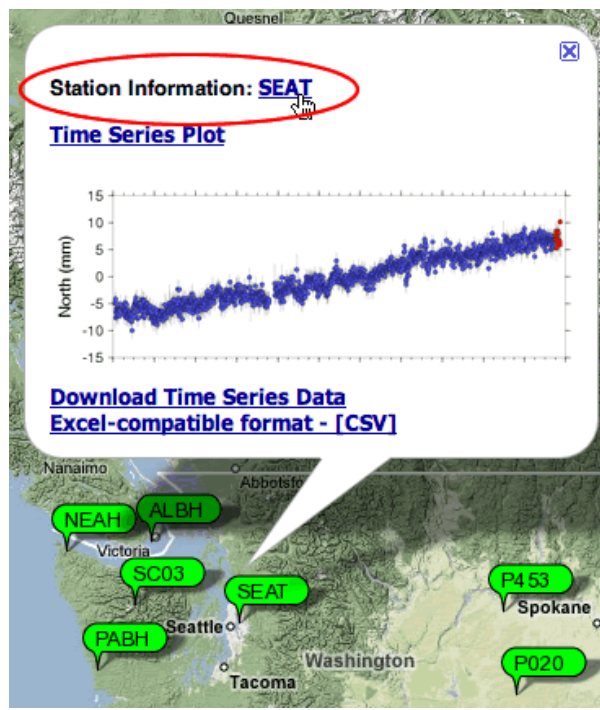 Quesnel
Station Information: SEAT
Time Series Plot
15
10
5
0
-5
-10
-15
North (mm)
Download Time Series Data
Excel-compatible format - [CSV]
Nanaimo
Abbotsfo
NEAH
ALBH
Victoria
SC03
SEAT
P453
Spokane
Seattle
PABH
Washington
P020
Tacoma